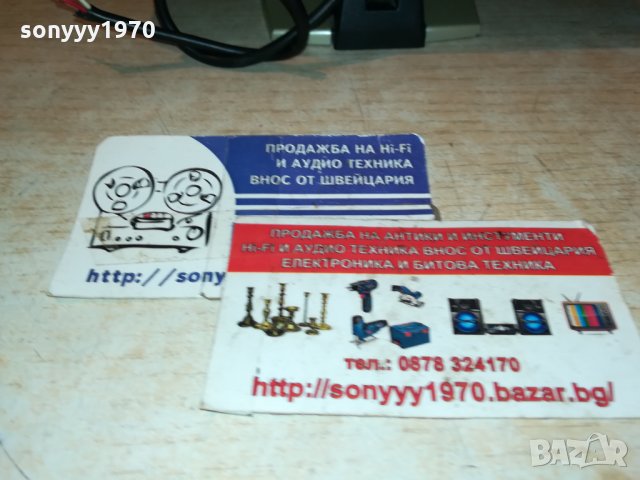 sonyyy1970
ПРОДАЖБА НА Hi-Fi
И АУДИО ТЕХНИКА
ВНОС ОТ ШВЕЙЦАРИЯ
http://sony
ПРОДАЖБА НА АНТИКИ И ИНСТРУМЕНТИ
Hi-Fi И АУДИО ТЕХНИКА ВНОС ОТ ШВЕЙЦАРИЯ
ЕЛЕКТРОНИКА И БИТОВА ТЕХНИКА
тел.: 0878 324170
http://sonyyy1970.bazar.bg/
BAZAR